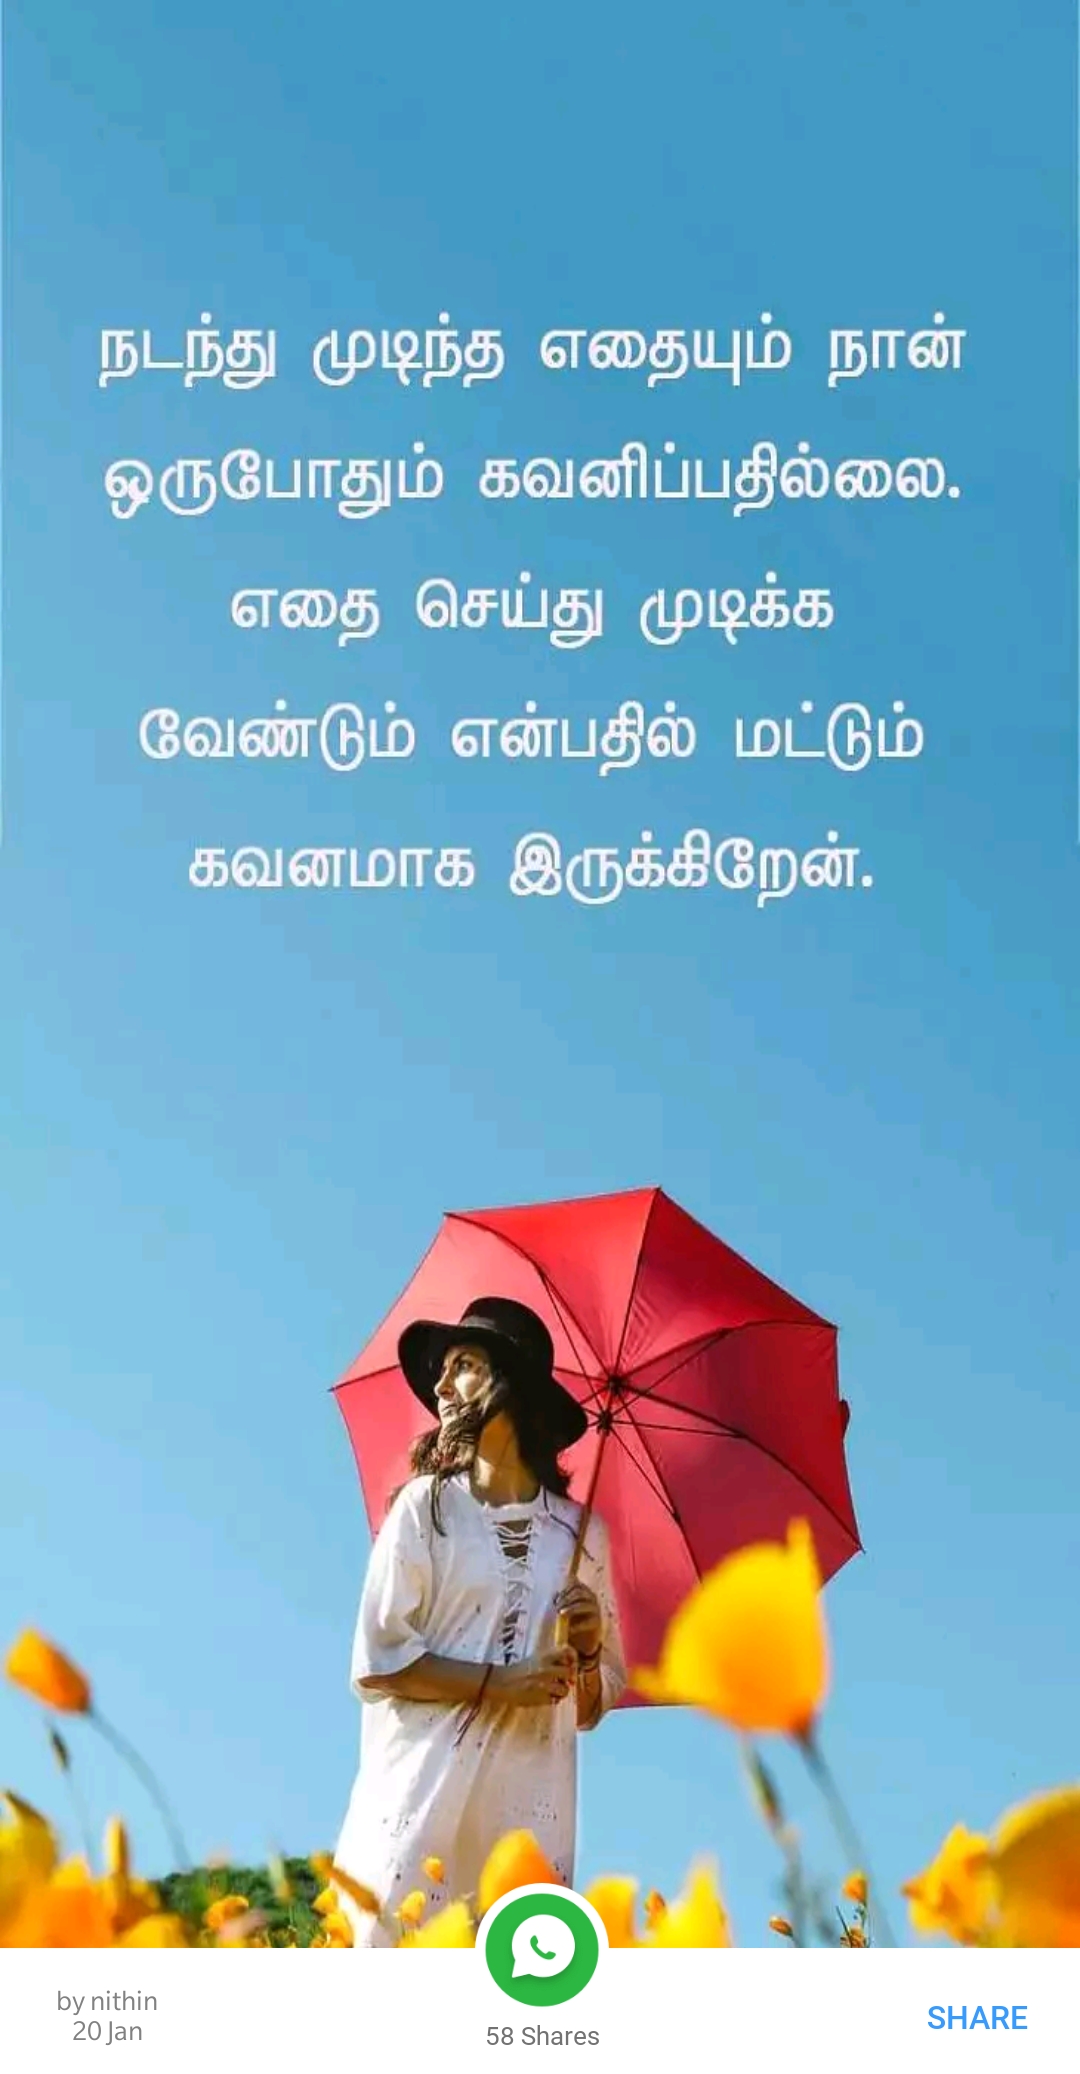 நடந்து முடிந்த எதையும் நான்
ஒருபோதும் கவனிப்பதில்லை.
எதை செய்து முடிக்க
வேண்டும் என்பதில் மட்டும்
கவனமாக இருக்கிறேன்.
by nithin
20 Jan
58 Shares
SHARE